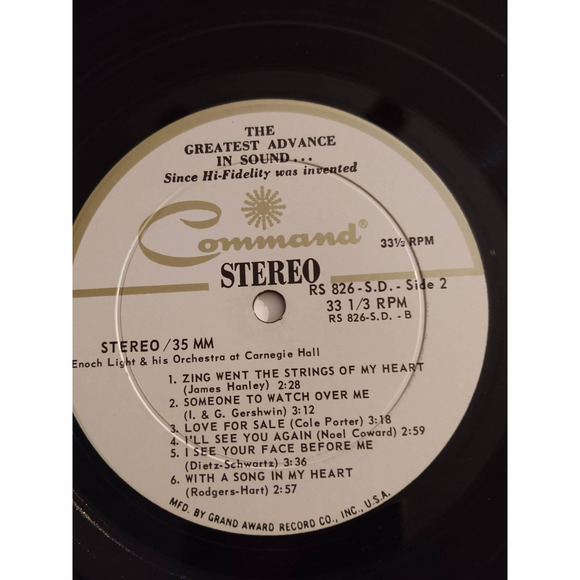 THE
GREATEST ADVANCE
IN SOUND...
Since Hi-Fidelity was invented
Command®
33⅓ RPM
STEREO
RS 826-S.D. - Side 2
33 1/3 RPM
RS 826-S.D. - B
STEREO/35 MM
Enoch Light & his Orchestra at Carnegie Hall
1. ZING WENT THE STRINGS OF MY HEART
(James Hanley) 2:28
2. SOMEONE TO WATCH OVER ME
(I. & G. Gershwin) 3:12
3. LOVE FOR SALE (Cole Porter) 3:18
4. I'LL SEE YOU AGAIN (Noel Coward) 2:59
5. I SEE YOUR FACE BEFORE ME
(Dietz-Schwartz) 3:36
6. WITH A SONG IN MY HEART
(Rodgers-Hart) 2:57
MFD. BY GRAND AWARD RECORD CO., INC., U.S.A.